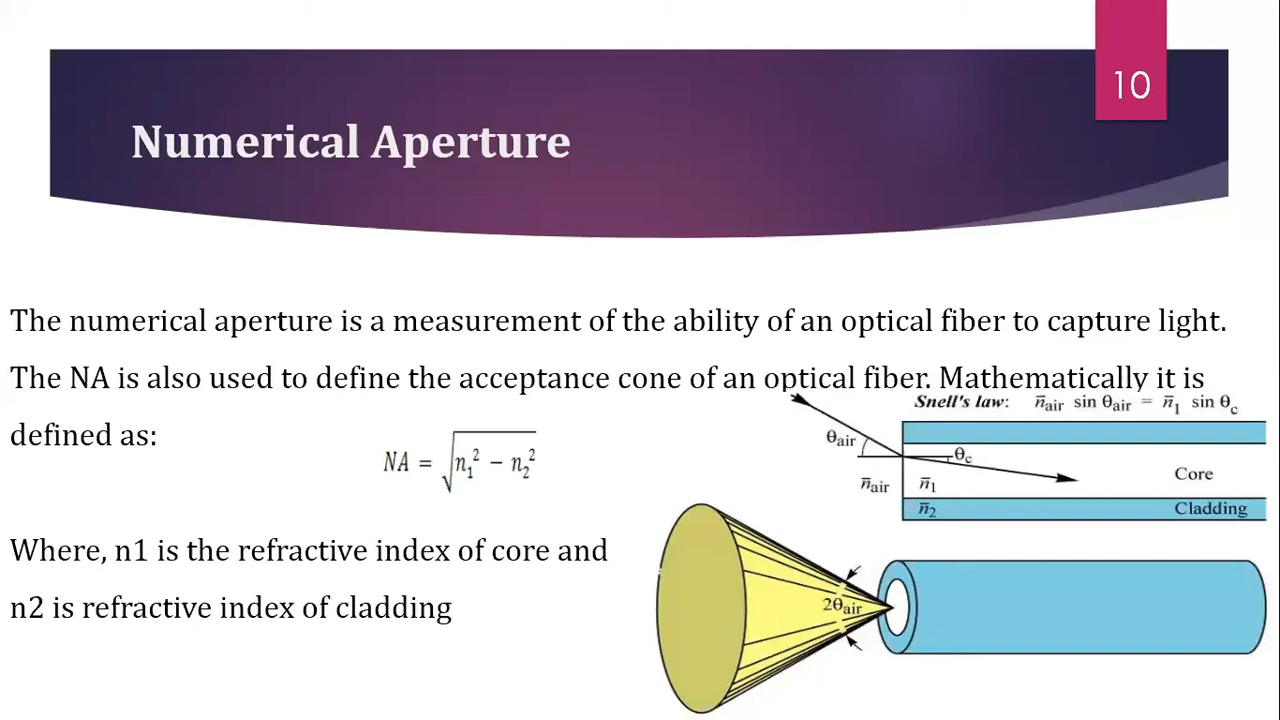 10
Numerical Aperture
The numerical aperture is a measurement of the ability of an optical fiber to capture light.
The NA is also used to define the acceptance cone of an optical fiber. Mathematically it is
defined as:
NA = √(n₁² − n₂²)
Where, n1 is the refractive index of core and
n2 is refractive index of cladding
Snell's law: n̅air sin θair = n̅1 sin θc
θair
θc
n̅air
n̅1
Core
n̅2
Cladding
2θair